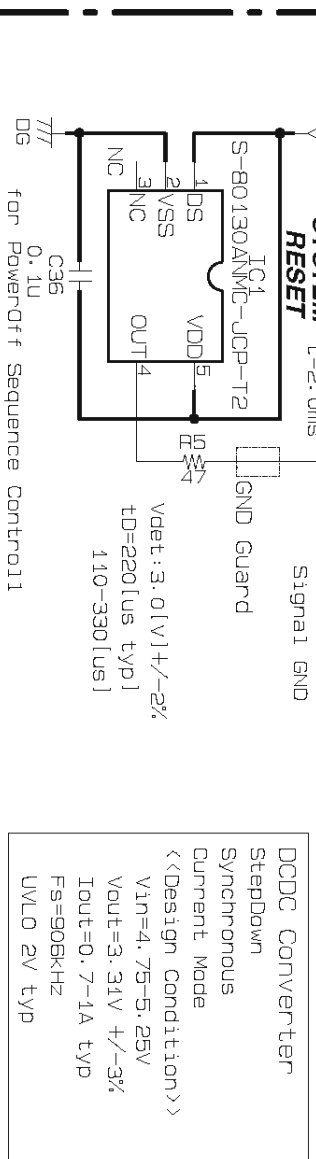 RESET
t=2.0ms
Signal GND
GND Guard
IC1
S-80130ANMC-JCP-T2
1 DS
2 VSS
3 NC
NC
VDD 5
OUT 4
R5
47
C36
0.1u
DG
for PowerOff Sequence Controll
Vdet:3.0[V]+/-2%
tD=220[us typ]
110-330[us]
DCDC Converter
StepDown
Synchronous
Current Mode
<<Design Condition>>
Vin=4.75-5.25V
Vout=3.31V +/-3%
Iout=0.7-1A typ
Fs=906kHz
UVLO 2V typ